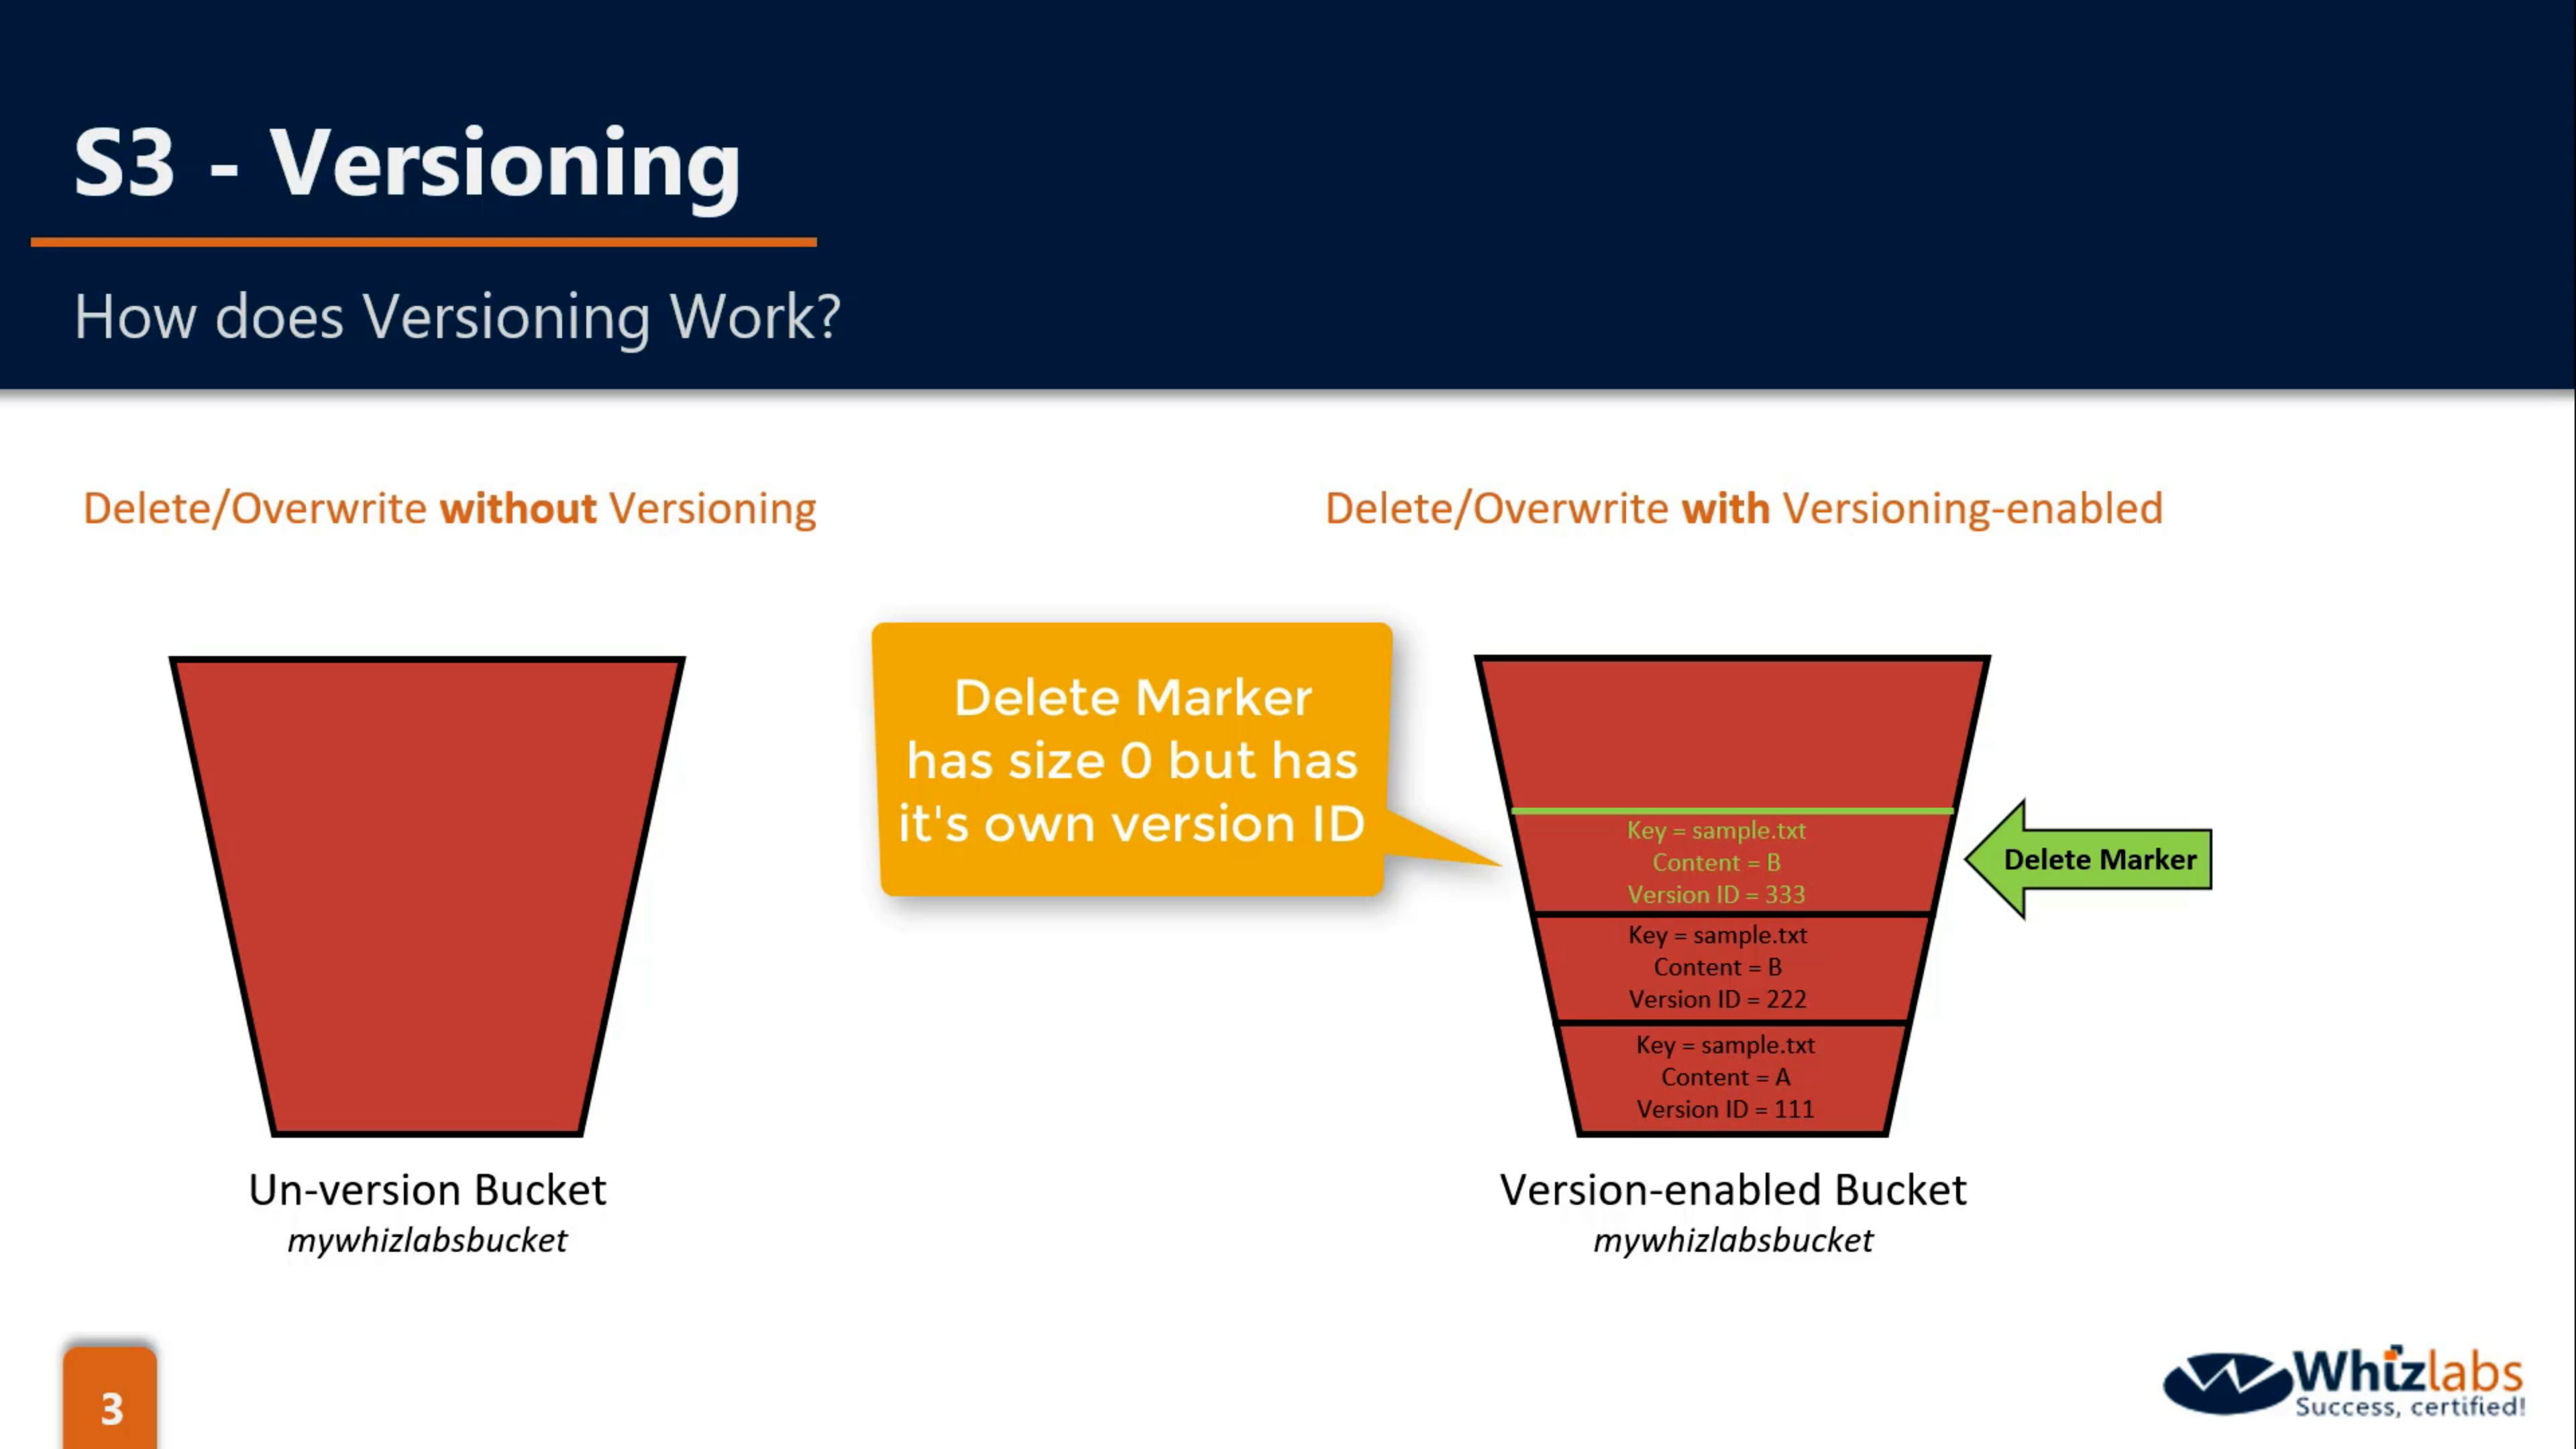 S3 - Versioning
How does Versioning Work?
Delete/Overwrite without Versioning
Delete/Overwrite with Versioning-enabled
Delete Marker
has size 0 but has
it's own version ID
Key = sample.txt
Content = B
Version ID = 333
Delete Marker
Key = sample.txt
Content = B
Version ID = 222
Key = sample.txt
Content = A
Version ID = 111
Un-version Bucket
mywhizlabsbucket
Version-enabled Bucket
mywhizlabsbucket
3
Whizlabs
Success, certified!